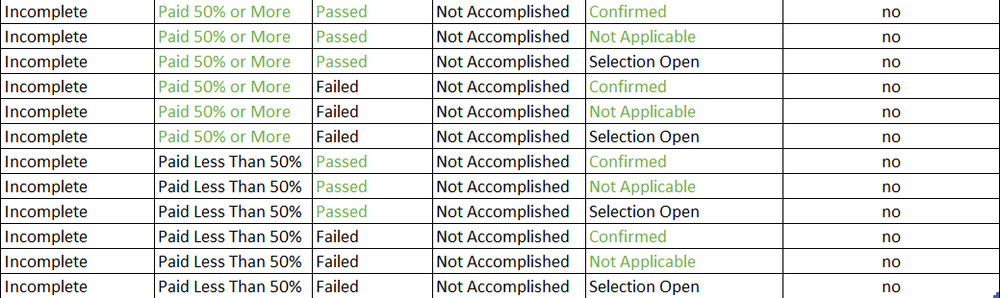 Incomplete Paid 50% or More Passed Not Accomplished Confirmed no
Incomplete Paid 50% or More Passed Not Accomplished Not Applicable no
Incomplete Paid 50% or More Passed Not Accomplished Selection Open no
Incomplete Paid 50% or More Failed Not Accomplished Confirmed no
Incomplete Paid 50% or More Failed Not Accomplished Not Applicable no
Incomplete Paid 50% or More Failed Not Accomplished Selection Open no
Incomplete Paid Less Than 50% Passed Not Accomplished Confirmed no
Incomplete Paid Less Than 50% Passed Not Accomplished Not Applicable no
Incomplete Paid Less Than 50% Passed Not Accomplished Selection Open no
Incomplete Paid Less Than 50% Failed Not Accomplished Confirmed no
Incomplete Paid Less Than 50% Failed Not Accomplished Not Applicable no
Incomplete Paid Less Than 50% Failed Not Accomplished Selection Open no